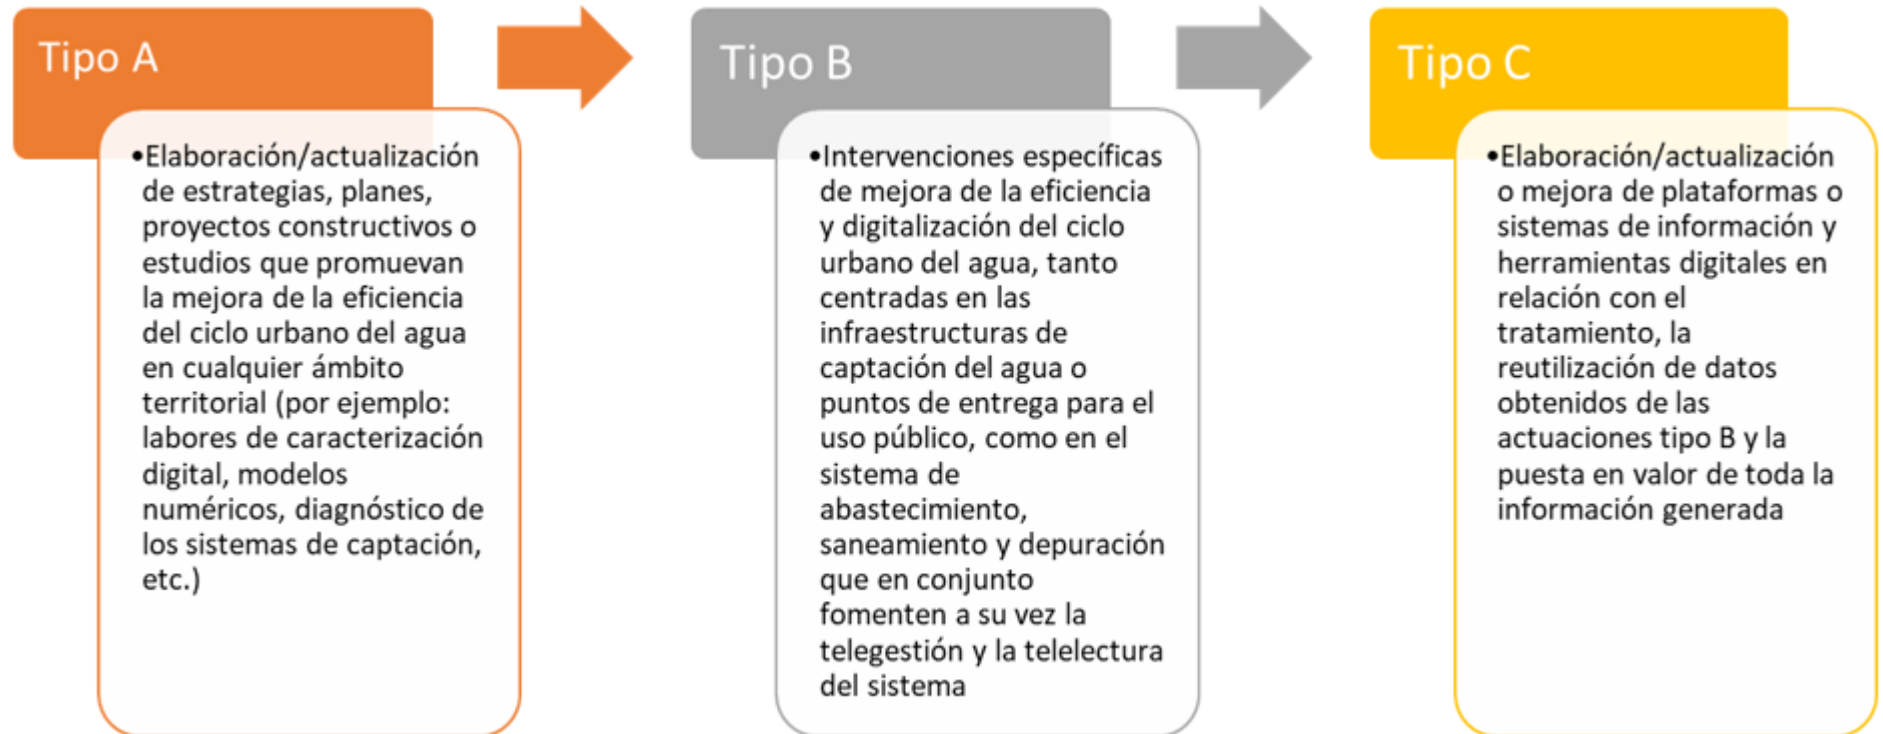 Tipo A
•Elaboración/actualización
de estrategias, planes,
proyectos constructivos o
estudios que promuevan
la mejora de la eficiencia
del ciclo urbano del agua
en cualquier ámbito
territorial (por ejemplo:
labores de caracterización
digital, modelos
numéricos, diagnóstico de
los sistemas de captación,
etc.)
Tipo B
•Intervenciones específicas
de mejora de la eficiencia
y digitalización del ciclo
urbano del agua, tanto
centradas en las
infraestructuras de
captación del agua o
puntos de entrega para el
uso público, como en el
sistema de
abastecimiento,
saneamiento y depuración
que en conjunto
fomenten a su vez la
telegestión y la telelectura
del sistema
Tipo C
•Elaboración/actualización
o mejora de plataformas o
sistemas de información y
herramientas digitales en
relación con el
tratamiento, la
reutilización de datos
obtenidos de las
actuaciones tipo B y la
puesta en valor de toda la
información generada